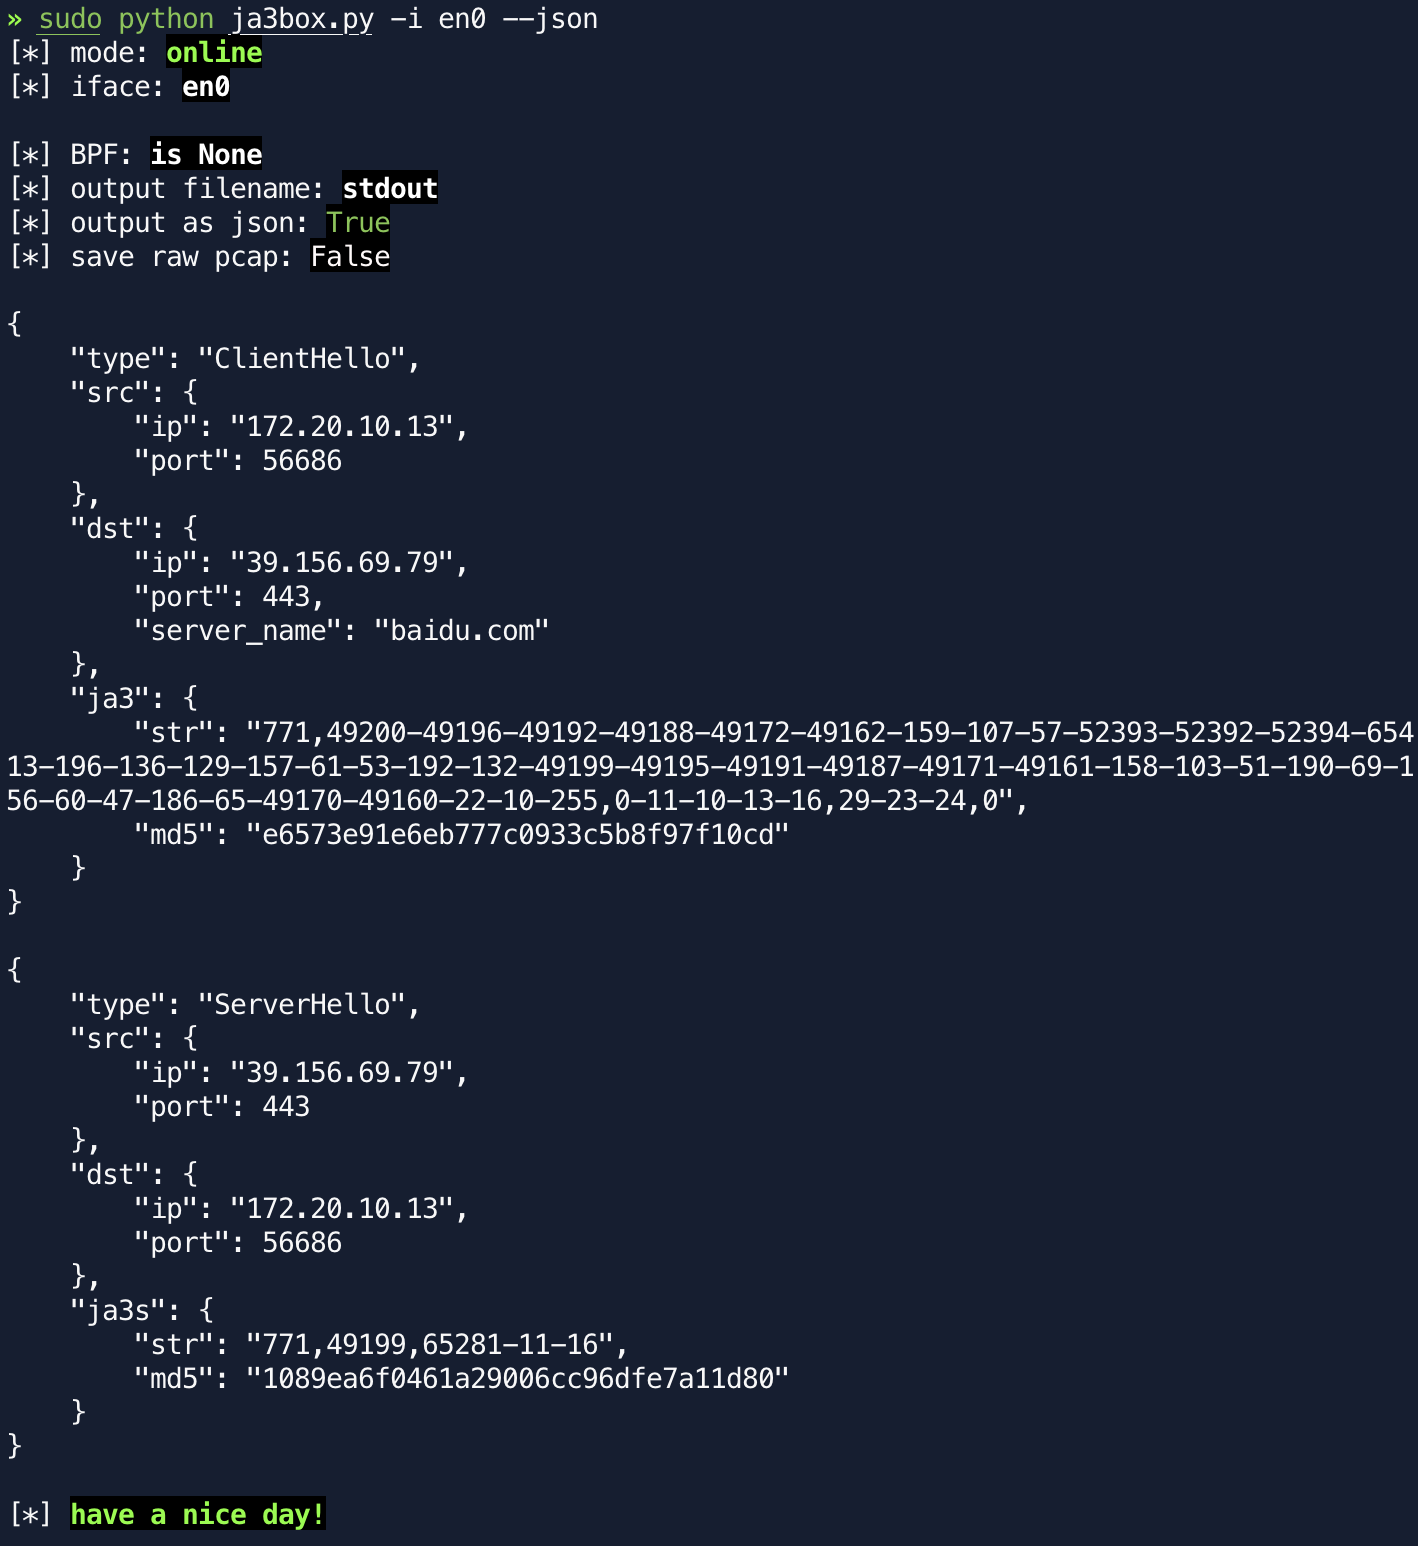 » sudo python ja3box.py -i en0 --json
[*] mode: online
[*] iface: en0
[*] BPF: is None
[*] output filename: stdout
[*] output as json: True
[*] save raw pcap: False
{
    "type": "ClientHello",
    "src": {
        "ip": "172.20.10.13",
        "port": 56686
    },
    "dst": {
        "ip": "39.156.69.79",
        "port": 443,
        "server_name": "baidu.com"
    },
    "ja3": {
        "str": "771,49200-49196-49192-49188-49172-49162-159-107-57-52393-52392-52394-654
13-196-136-129-157-61-53-192-132-49199-49195-49191-49187-49171-49161-158-103-51-190-69-1
56-60-47-186-65-49170-49160-22-10-255,0-11-10-13-16,29-23-24,0",
        "md5": "e6573e91e6eb777c0933c5b8f97f10cd"
    }
}
{
    "type": "ServerHello",
    "src": {
        "ip": "39.156.69.79",
        "port": 443
    },
    "dst": {
        "ip": "172.20.10.13",
        "port": 56686
    },
    "ja3s": {
        "str": "771,49199,65281-11-16",
        "md5": "1089ea6f0461a29006cc96dfe7a11d80"
    }
}
[*] have a nice day!